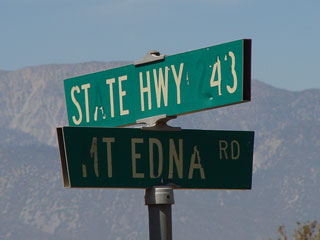 STATE HWY 243
MT EDNA RD